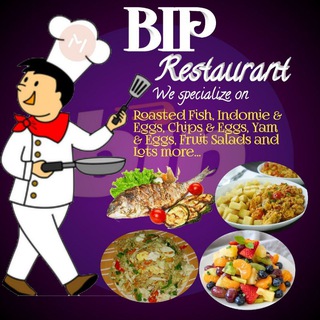 BIP
Restaurant
We specialize on
Roasted Fish, Indomie &
Eggs, Chips & Eggs, Yam
& Eggs, Fruit Salads and
Lots more...
M